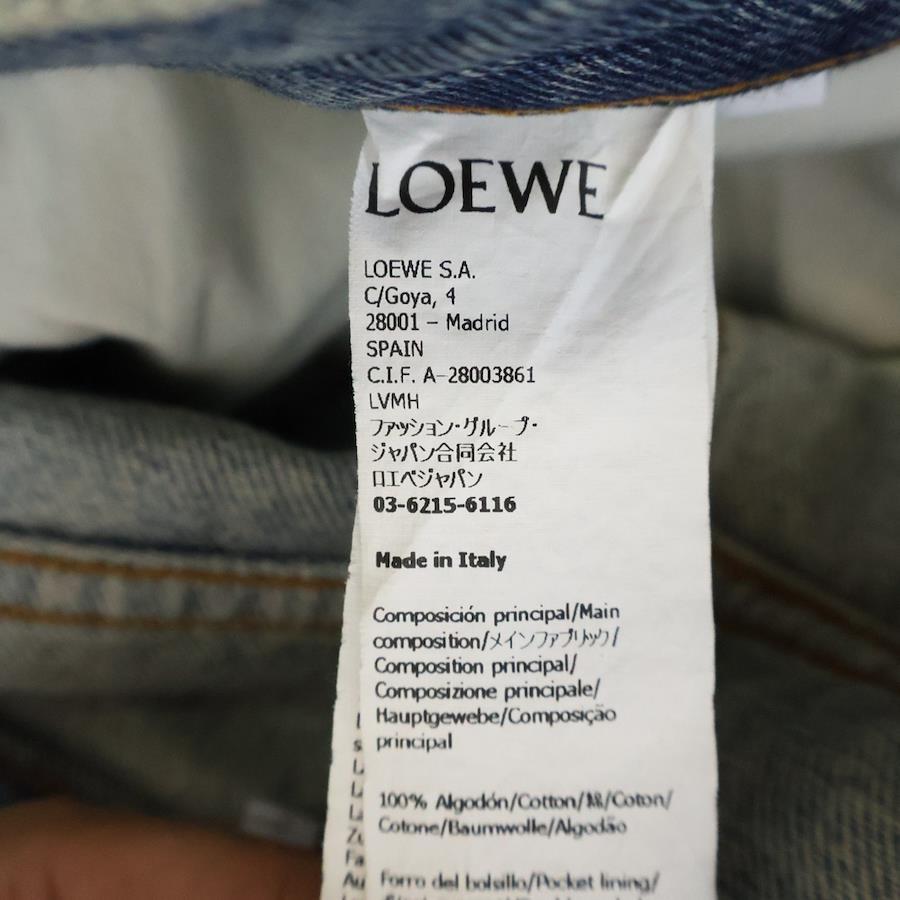 LOEWE
LOEWE S.A.
C/Goya, 4
28001 – Madrid
SPAIN
C.I.F. A-28003861
LVMH
ファッション・グループ・
ジャパン合同会社
ロエベジャパン
03-6215-6116
Made in Italy
Composición principal/Main
composition/メインファブリック/
Composition principal/
Composizione principale/
Hauptgewebe/Composição
principal
100% Algodón/Cotton/綿/Coton/
Cotone/Baumwolle/Algodão
Forro del bolsillo/Pocket lining/